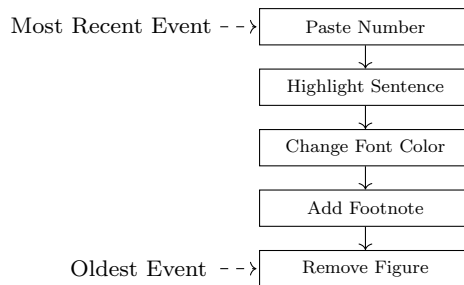 Most Recent Event Paste Number
Highlight Sentence
Change Font Color
Add Footnote
Oldest Event Remove Figure